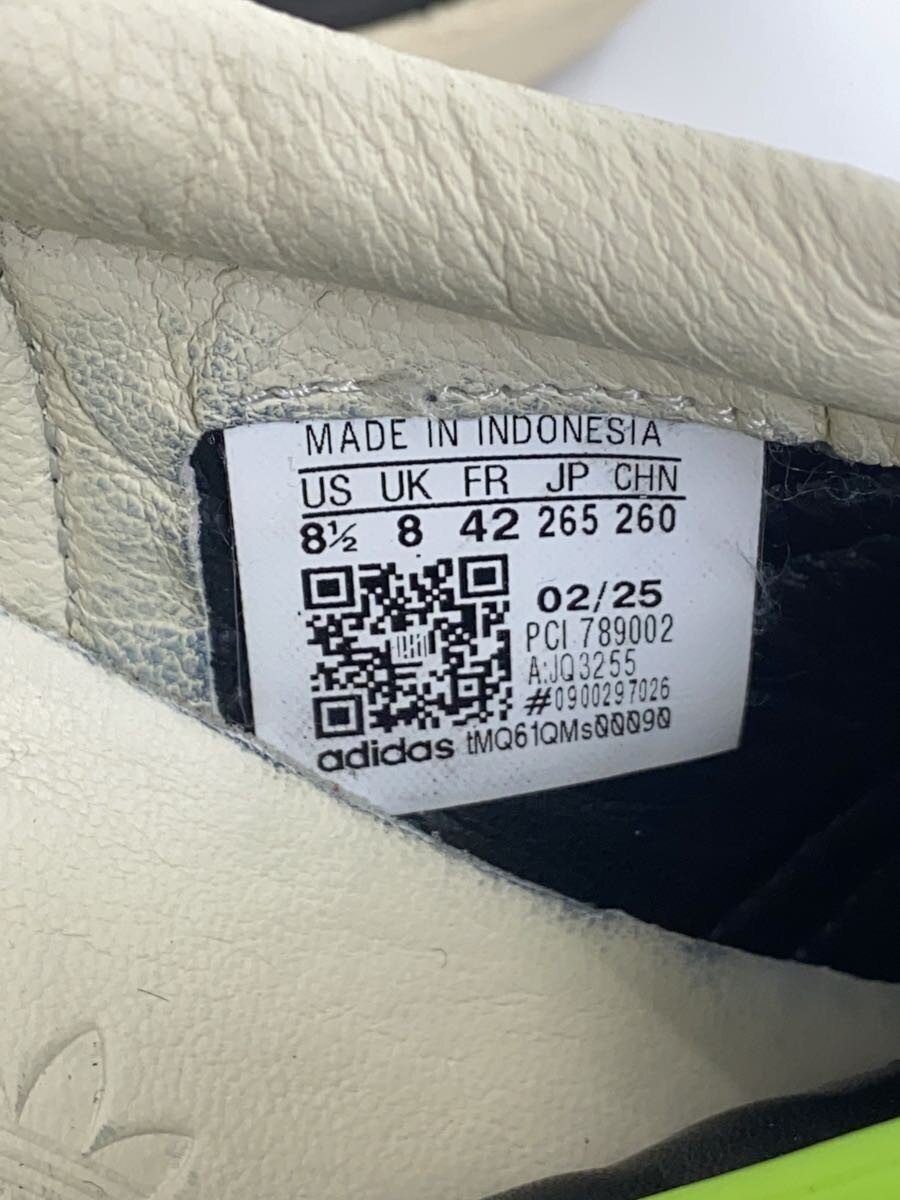 MADE IN INDONESIA
US UK FR JP CHN
8½ 8 42 265 260
02/25
PCI 789002
A:JQ3255
#0900297026
adidas tMQ61QMs00090